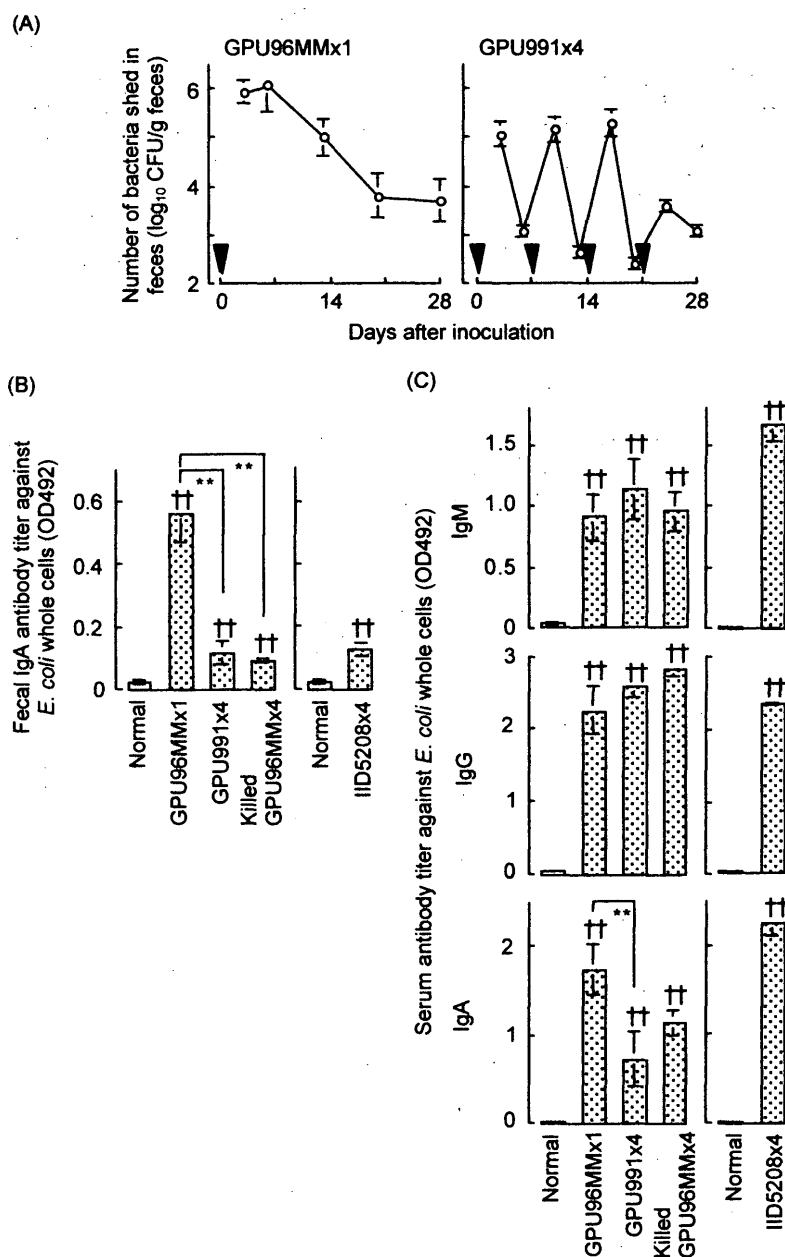 (A)
GPU96MMx1
GPU991x4
Number of bacteria shed in
feces (log10 CFU/g feces)
6
4
2
0
14
28
0
14
28
Days after inoculation
(B)
Fecal IgA antibody titer against
E. coli whole cells (OD492)
0.6
0.4
0.2
0
**
**
††
††
††
††
Normal
GPU96MMx1
GPU991x4
Killed
GPU96MMx4
Normal
IID5208x4
(C)
Serum antibody titer against E. coli whole cells (OD492)
IgM
1.5
1.0
0.5
0
††
††
††
††
IgG
3
2
1
0
††
††
††
††
IgA
2
1
0
**
††
††
††
††
Normal
GPU96MMx1
GPU991x4
Killed
GPU96MMx4
Normal
IID5208x4